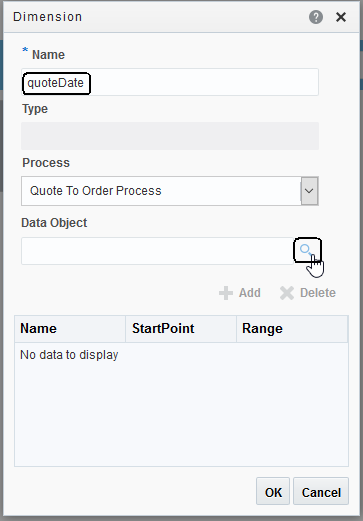 Dimension
* Name
quoteDate
Type
Process
Quote To Order Process
Data Object
Add Delete
Name StartPoint Range
No data to display
OK Cancel